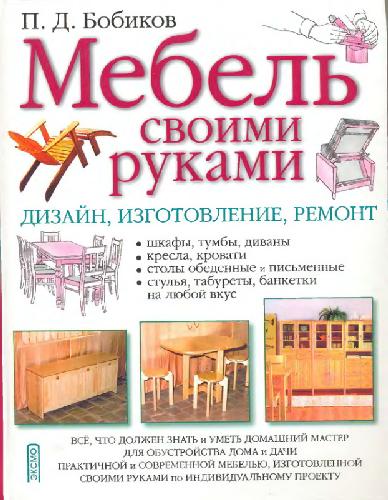 П. Д. Бобиков
Мебель
своими
руками
ДИЗАЙН, ИЗГОТОВЛЕНИЕ, РЕМОНТ
• шкафы, тумбы, диваны
• кресла, кровати
• столы обеденные и письменные
• стулья, табуреты, банкетки
на любой вкус
ВСЁ, ЧТО ДОЛЖЕН ЗНАТЬ и УМЕТЬ ДОМАШНИЙ МАСТЕР
ДЛЯ ОБУСТРОЙСТВА ДОМА и ДАЧИ
ПРАКТИЧНОЙ и СОВРЕМЕННОЙ МЕБЕЛЬЮ, ИЗГОТОВЛЕННОЙ
СВОИМИ РУКАМИ по ИНДИВИДУАЛЬНОМУ ПРОЕКТУ
ЭКСМО